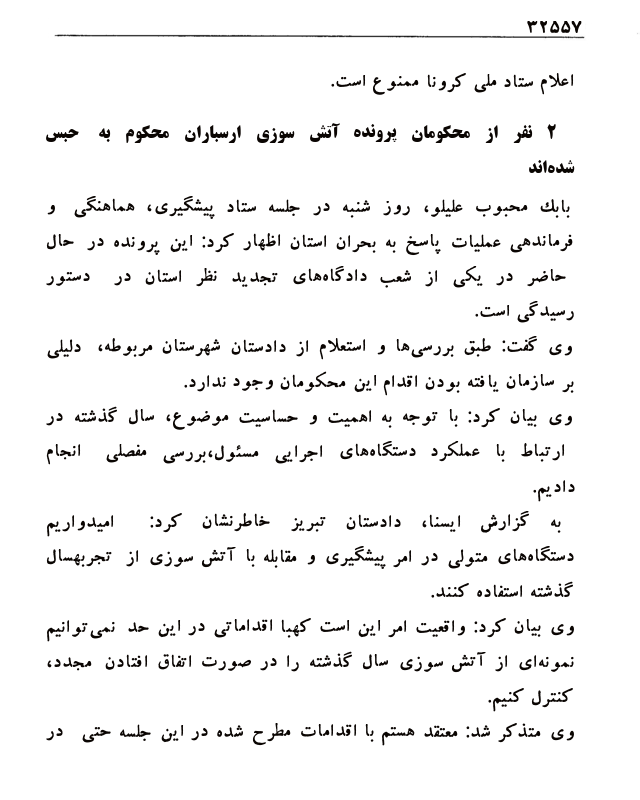 ۳۲۵۵۷
اعلام ستاد ملی کرونا ممنوع است.
۲ نفر از محکومان پرونده آتش سوزی ارسباران محکوم به حبس
شده‌اند
بابك محبوب علیلو، روز شنبه در جلسه ستاد پیشگیری، هماهنگی و
فرماندهی عملیات پاسخ به بحران استان اظهار کرد: این پرونده در حال
حاضر در یکی از شعب دادگاه‌های تجدید نظر استان در دستور
رسیدگی است.
وی گفت: طبق بررسی‌ها و استعلام از دادستان شهرستان مربوطه، دلیلی
بر سازمان یافته بودن اقدام این محکومان وجود ندارد.
وی بیان کرد: با توجه به اهمیت و حساسیت موضوع، سال گذشته در
ارتباط با عملکرد دستگاه‌های اجرایی مسئول،بررسی مفصلی انجام
دادیم.
به گزارش ایسنا، دادستان تبریز خاطرنشان کرد: امیدواریم
دستگاه‌های متولی در امر پیشگیری و مقابله با آتش سوزی از تجربهسال
گذشته استفاده کنند.
وی بیان کرد: واقعیت امر این است کهبا اقداماتی در این حد نمی‌توانیم
نمونه‌ای از آتش سوزی سال گذشته را در صورت اتفاق افتادن مجدد،
کنترل کنیم.
وی متذکر شد: معتقد هستم با اقدامات مطرح شده در این جلسه حتی در